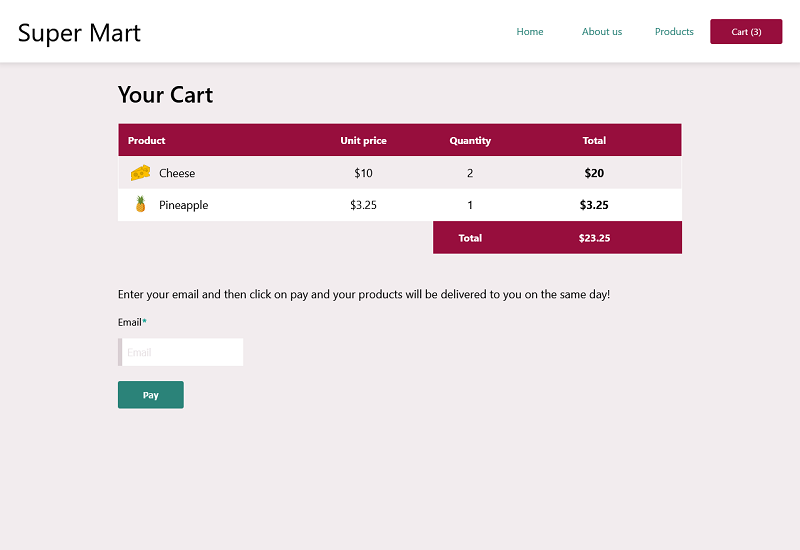 Super Mart Home About us Products Cart (3)
Your Cart
Product Unit price Quantity Total
Cheese $10 2 $20
Pineapple $3.25 1 $3.25
Total $23.25
Enter your email and then click on pay and your products will be delivered to you on the same day!
Email*
Email
Pay